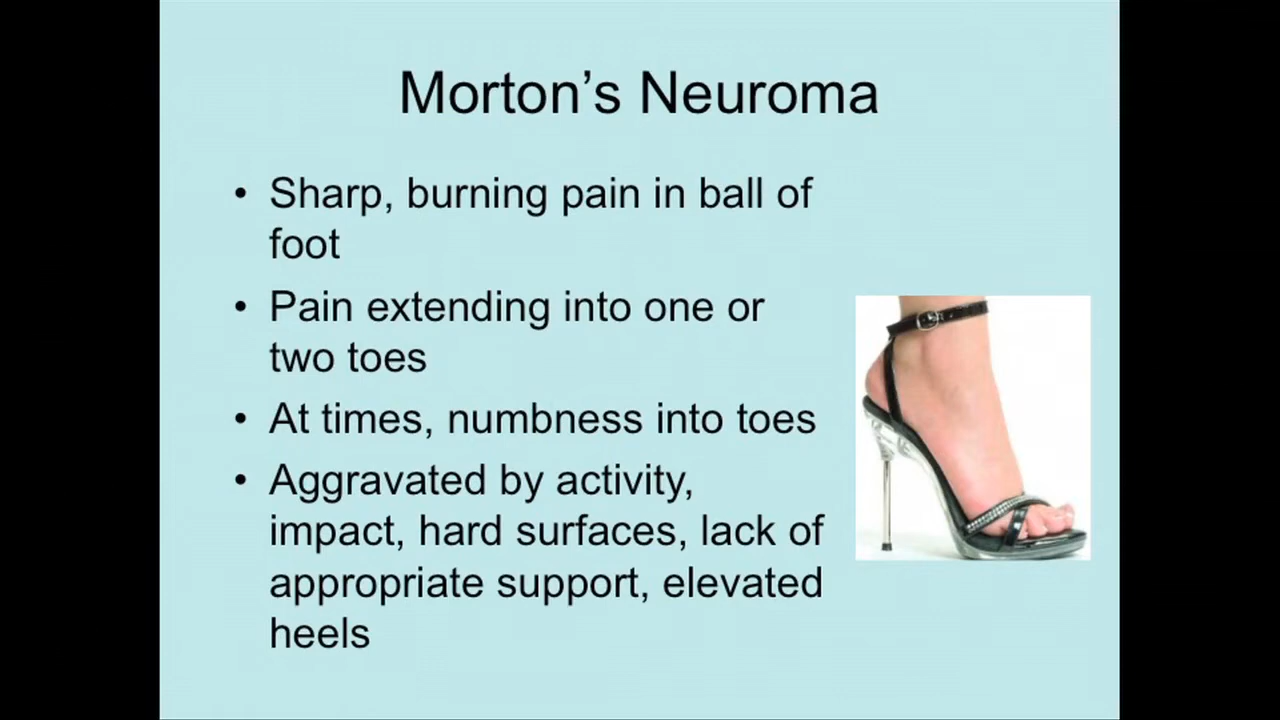 Morton’s Neuroma
• Sharp, burning pain in ball of
foot
• Pain extending into one or
two toes
• At times, numbness into toes
• Aggravated by activity,
impact, hard surfaces, lack of
appropriate support, elevated
heels